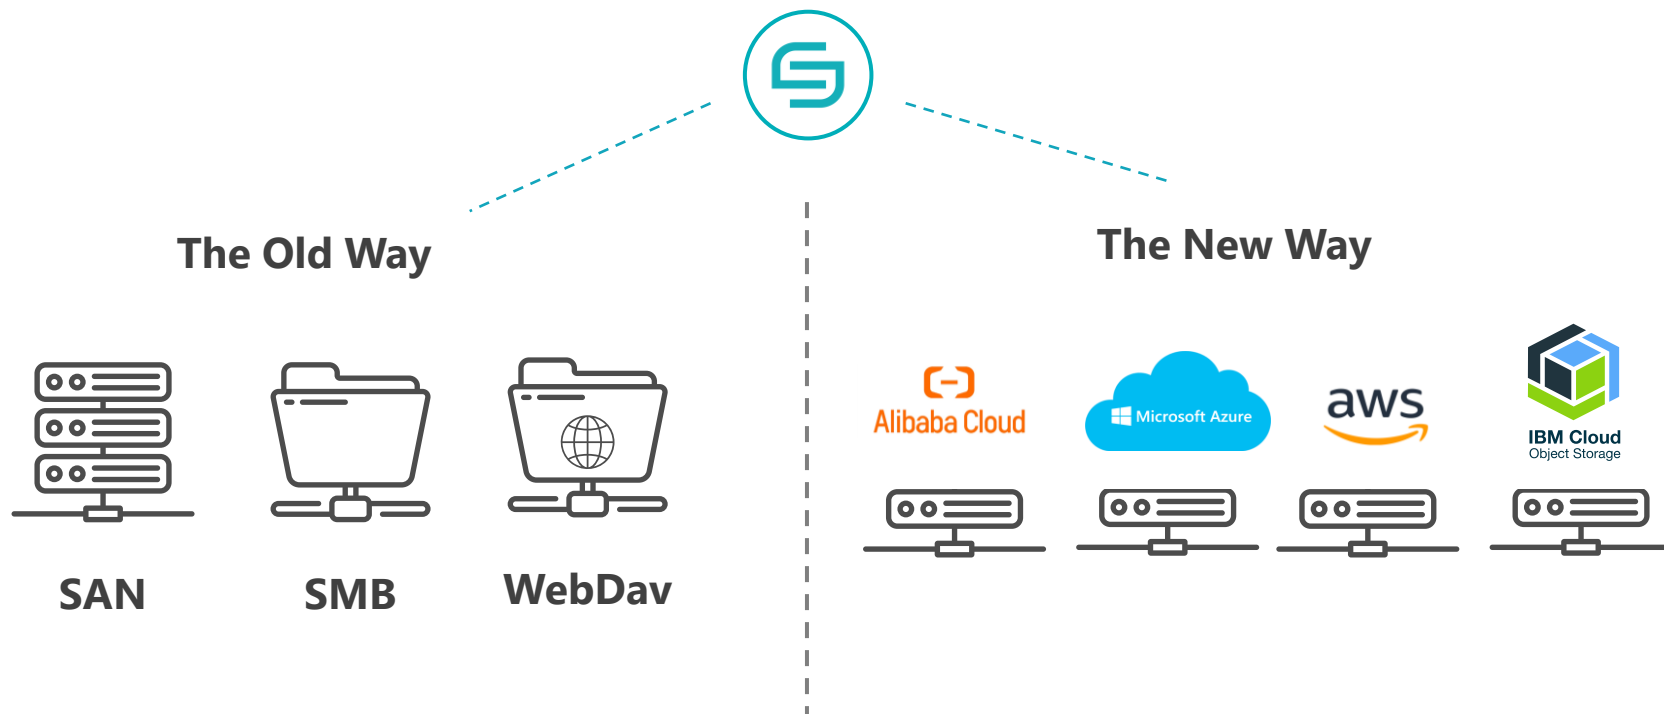 The Old Way
The New Way
Alibaba Cloud
Microsoft Azure
aws
IBM Cloud
Object Storage
SAN
SMB
WebDav